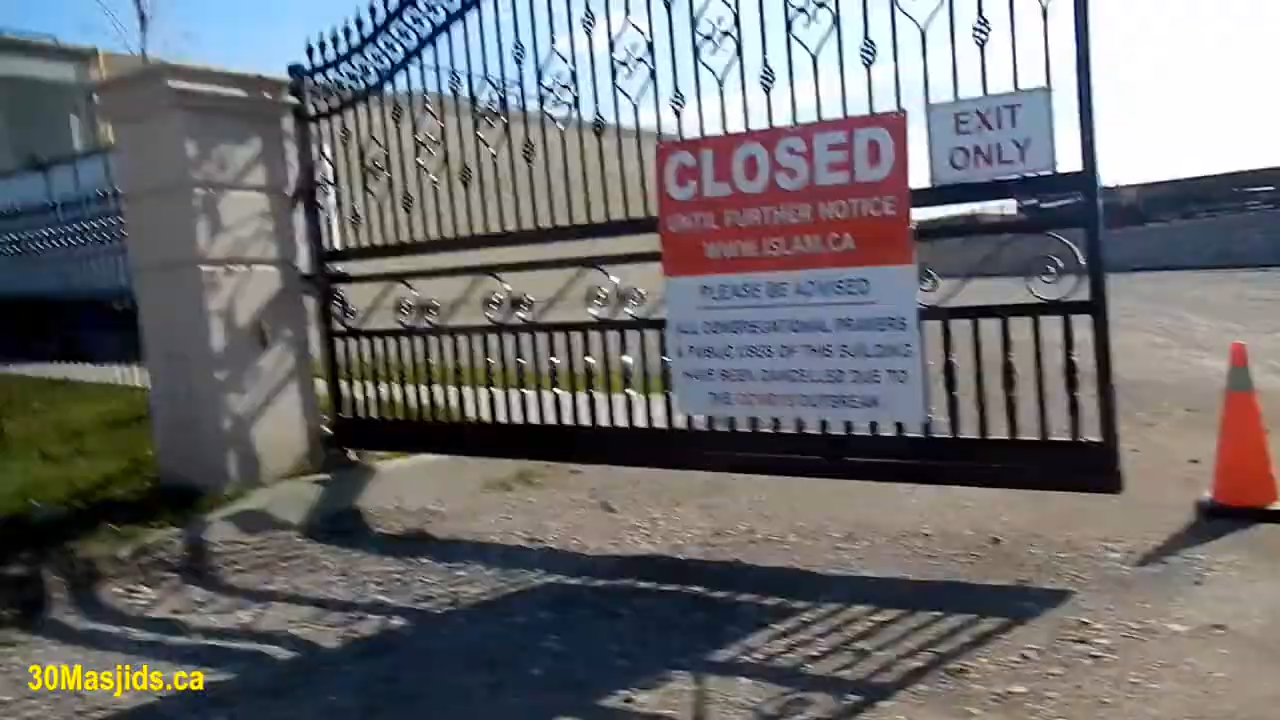 CLOSED
UNTIL FURTHER NOTICE
WWW.ISLAM.CA
PLEASE BE ADVISED
ALL CONGREGATIONAL PRAYERS
& PUBLIC USES OF THIS BUILDING
HAVE BEEN CANCELLED DUE TO
THE COVID19 OUTBREAK
EXIT
ONLY
30Masjids.ca